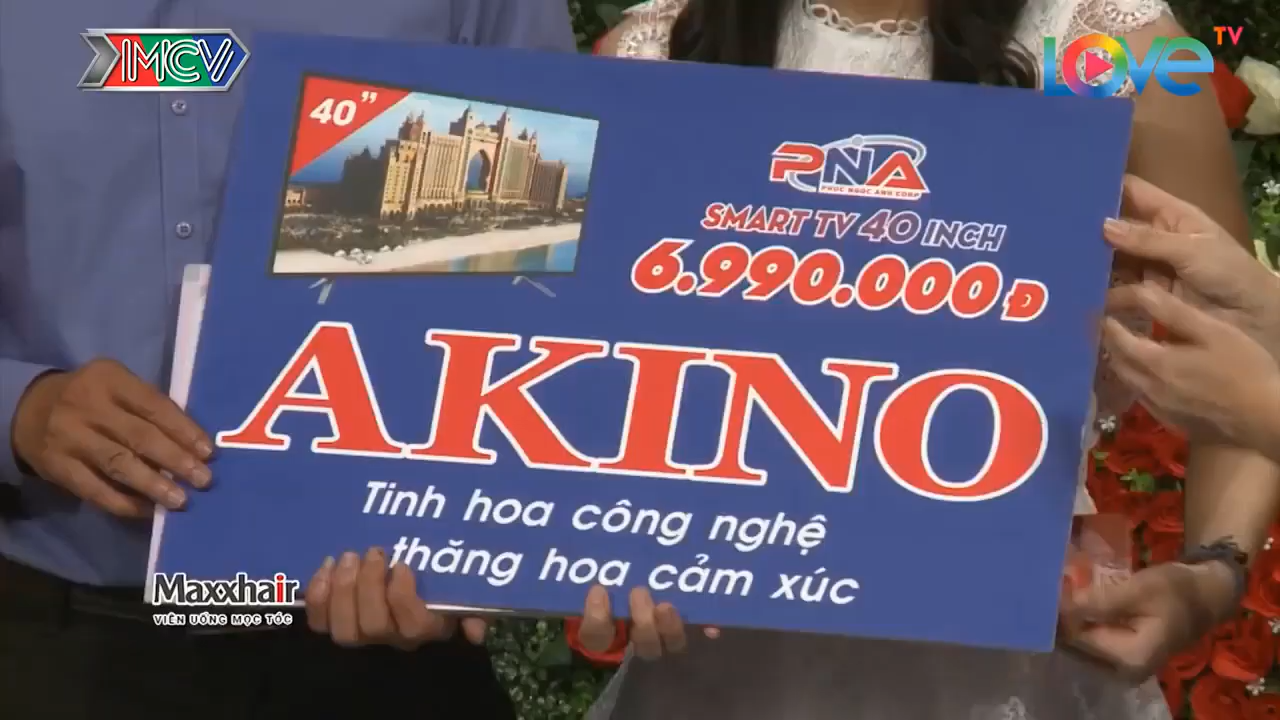 MCV
LOVE TV
40”
PNA
PHUC NGOC ANH CORP
SMART TV 40 INCH
6.990.000 Đ
AKINO
Tinh hoa công nghệ
thăng hoa cảm xúc
Maxxhair
VIÊN UỐNG MỌC TÓC